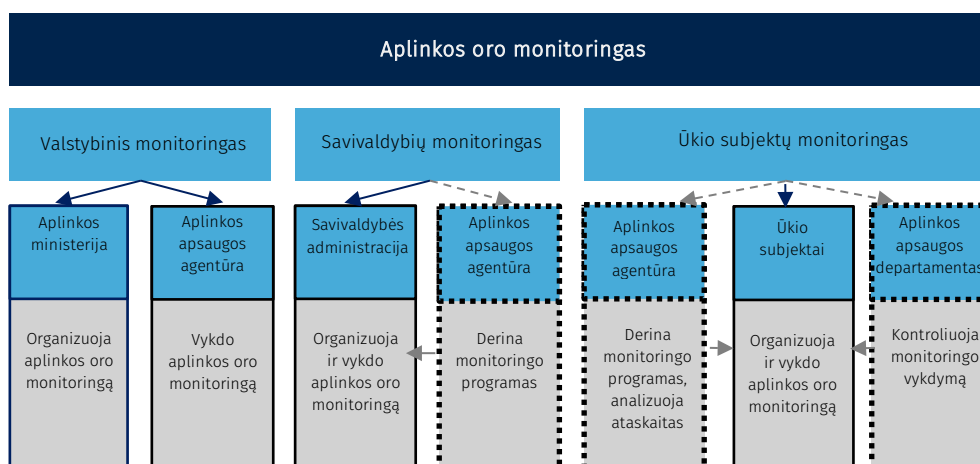 Aplinkos oro monitoringas
Valstybinis monitoringas
Savivaldybių monitoringas
Ūkio subjektų monitoringas
Aplinkos
ministerija
Aplinkos
apsaugos
agentūra
Savivaldybės
administracija
Aplinkos
apsaugos
agentūra
Aplinkos
apsaugos
agentūra
Ūkio
subjektai
Aplinkos
apsaugos
departamentas
Organizuoja
aplinkos oro
monitoringą
Vykdo
aplinkos oro
monitoringą
Organizuoja
ir vykdo
aplinkos oro
monitoringą
Derina
monitoringo
programas
Derina
monitoringo
programas,
analizuoja
ataskaitas
Organizuoja
ir vykdo
aplinkos oro
monitoringą
Kontroliuoja
monitoringo
vykdymą